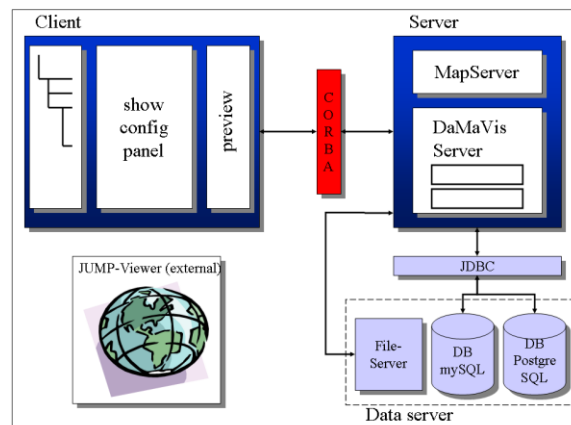 Client
Server
show
config
panel
preview
CORBA
MapServer
DaMaVis
Server
JUMP-Viewer (external)
JDBC
File-
Server
DB
mySQL
DB
Postgre
SQL
Data server